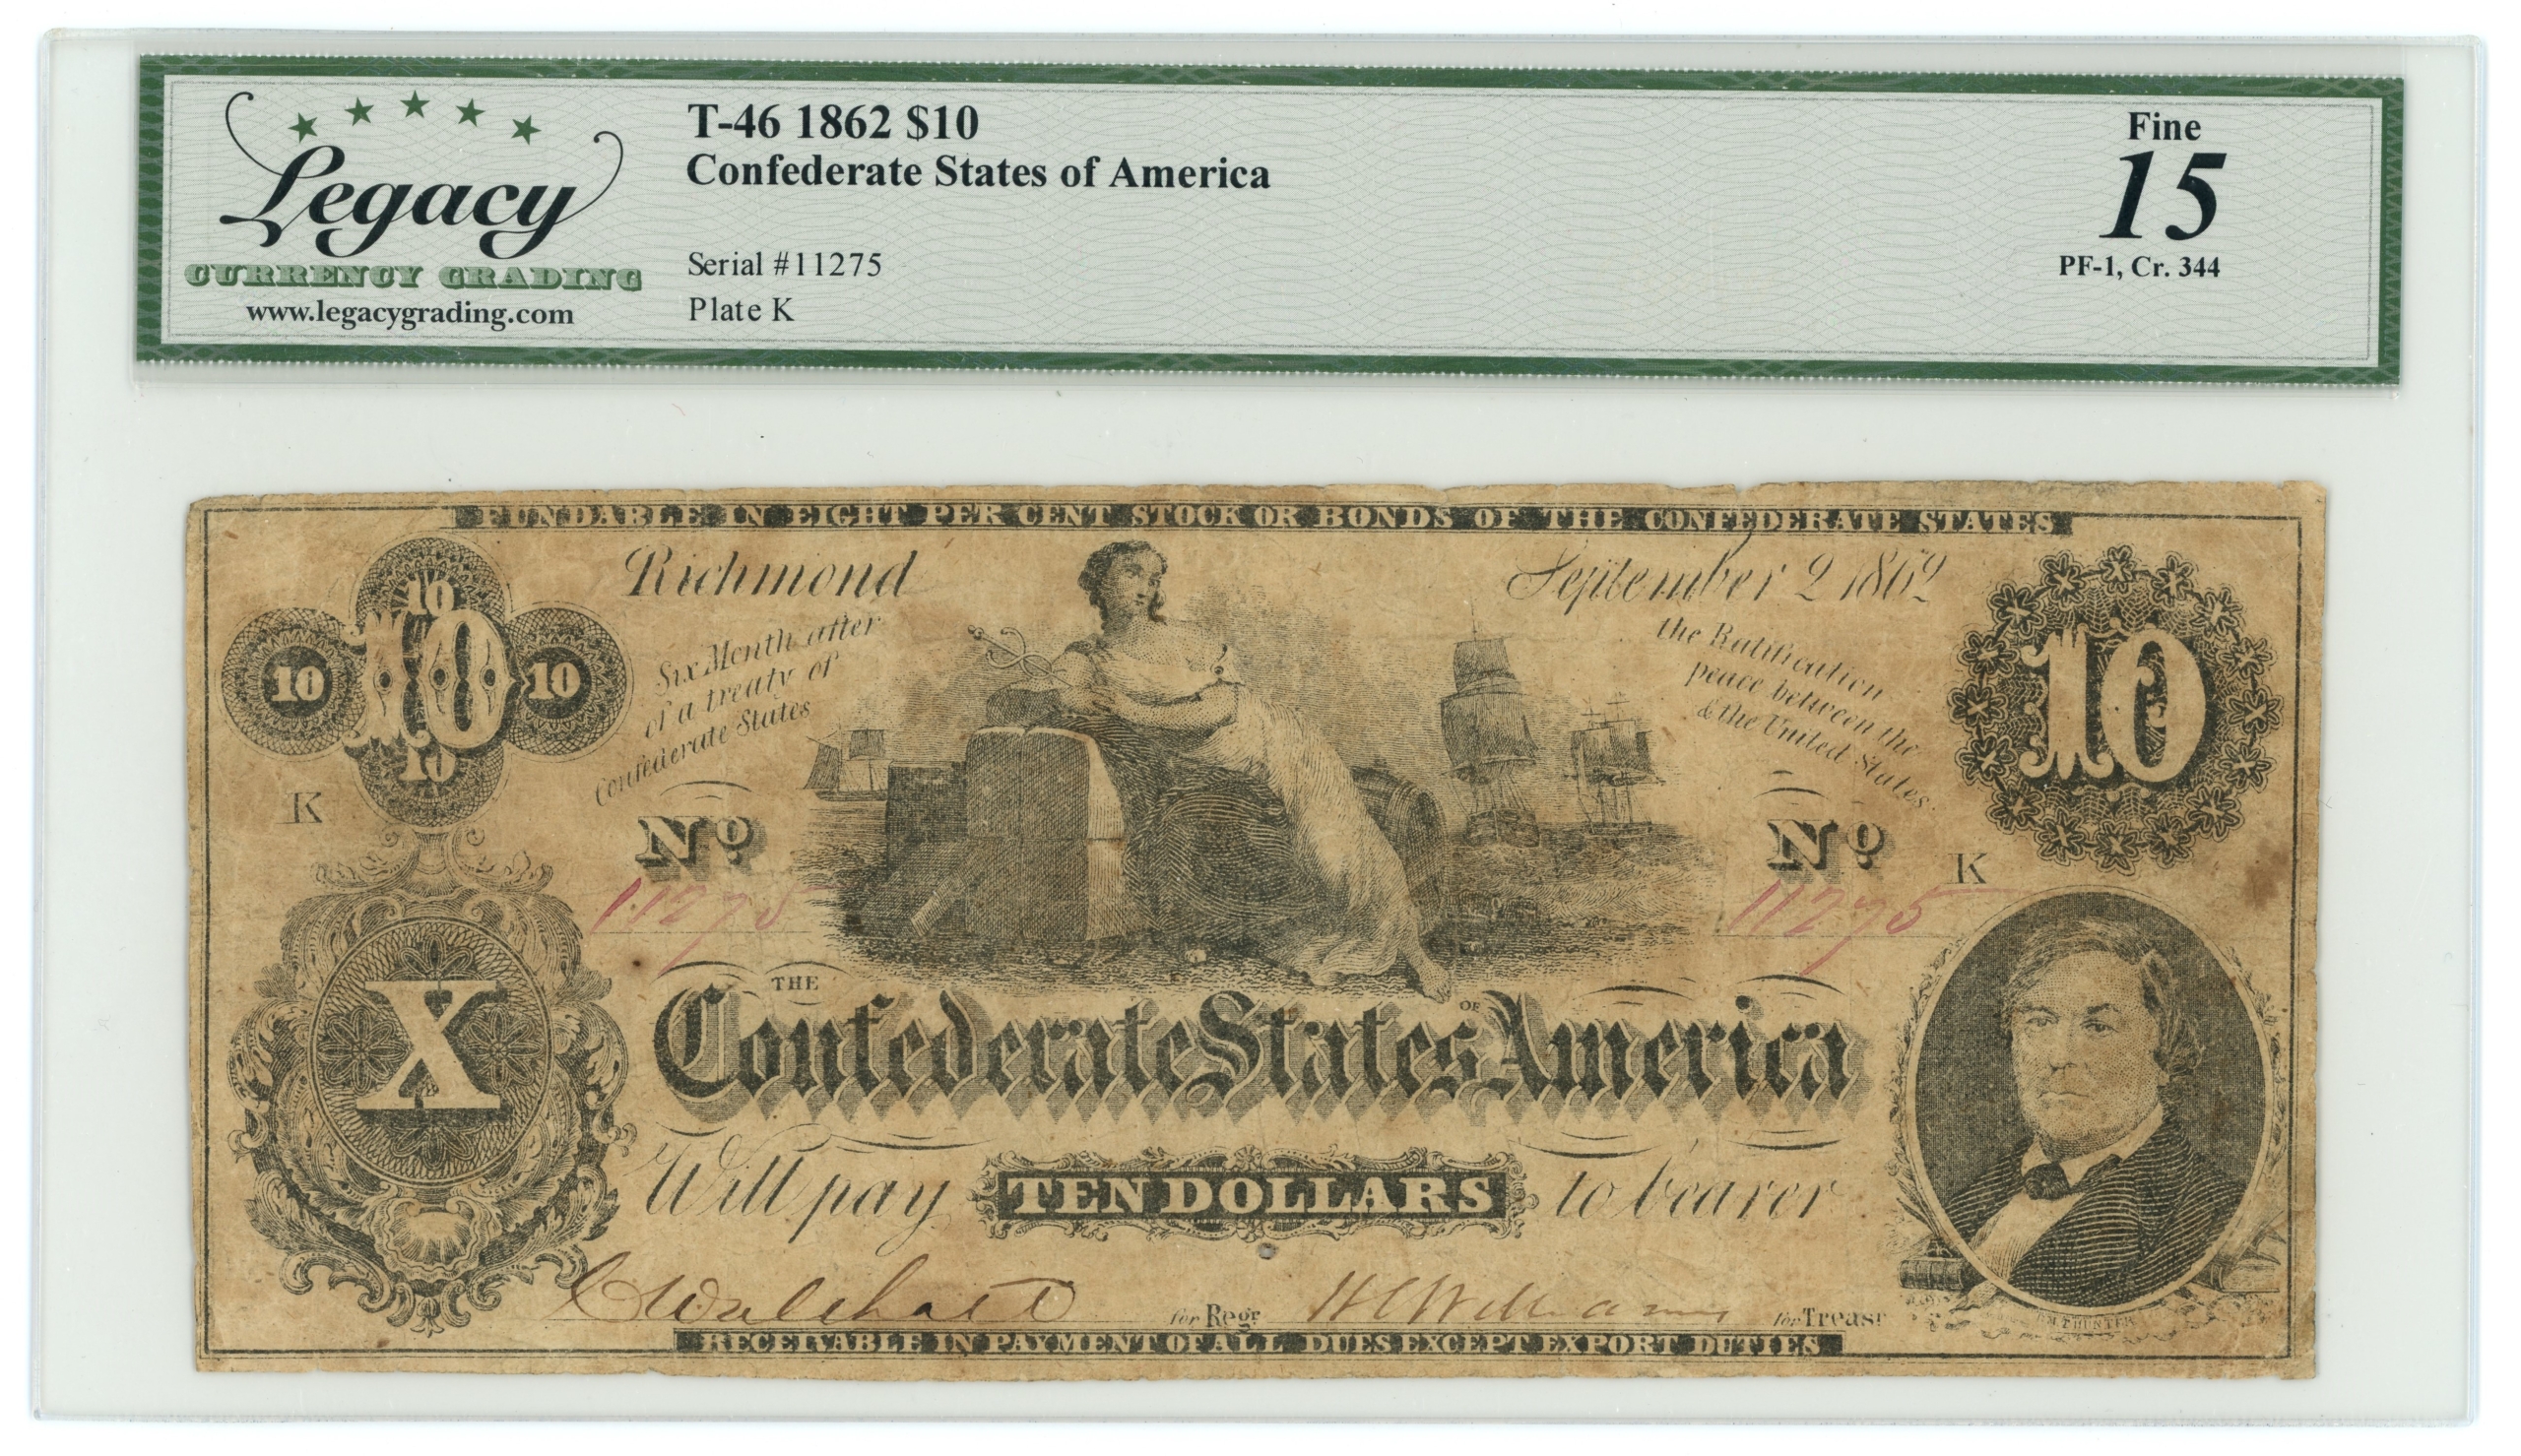 Legacy
CURRENCY GRADING
www.legacygrading.com
T-46 1862 $10
Confederate States of America
Serial #11275
Plate K
Fine
15
PF-1, Cr. 344
FUNDABLE IN EIGHT PER CENT STOCK OR BONDS OF THE CONFEDERATE STATES
Richmond
September 2 1862
10
10
10
10
10
10
Six Month after
of a treaty of
Confederate States
the Ratification
peace between the
& the United States
K
No
11275
No
K
11275
X
THE
Confederate States OF America
Will pay TEN DOLLARS to bearer
for Regr
H C Williams
for Treasr
HUNTER
RECEIVABLE IN PAYMENT OF ALL DUES EXCEPT EXPORT DUTIES